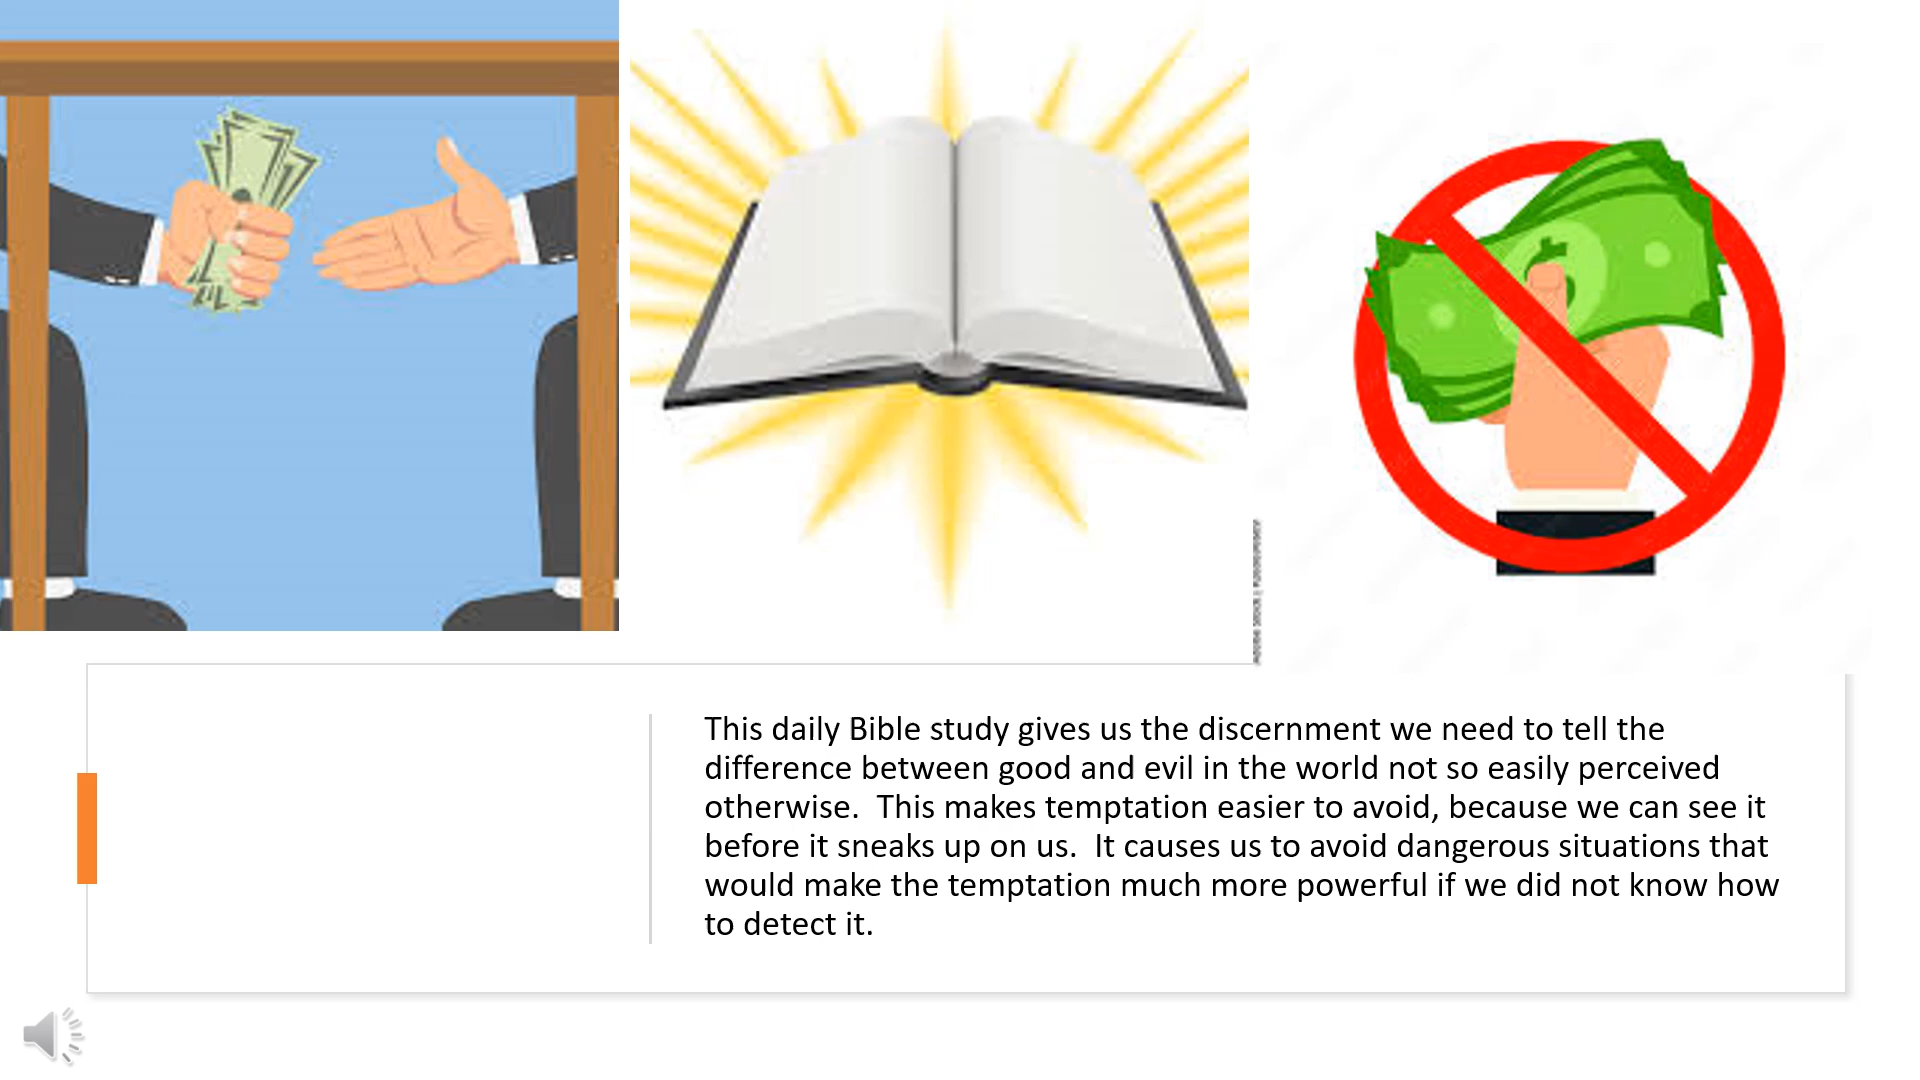 This daily Bible study gives us the discernment we need to tell the
difference between good and evil in the world not so easily perceived
otherwise.  This makes temptation easier to avoid, because we can see it
before it sneaks up on us.  It causes us to avoid dangerous situations that
would make the temptation much more powerful if we did not know how
to detect it.